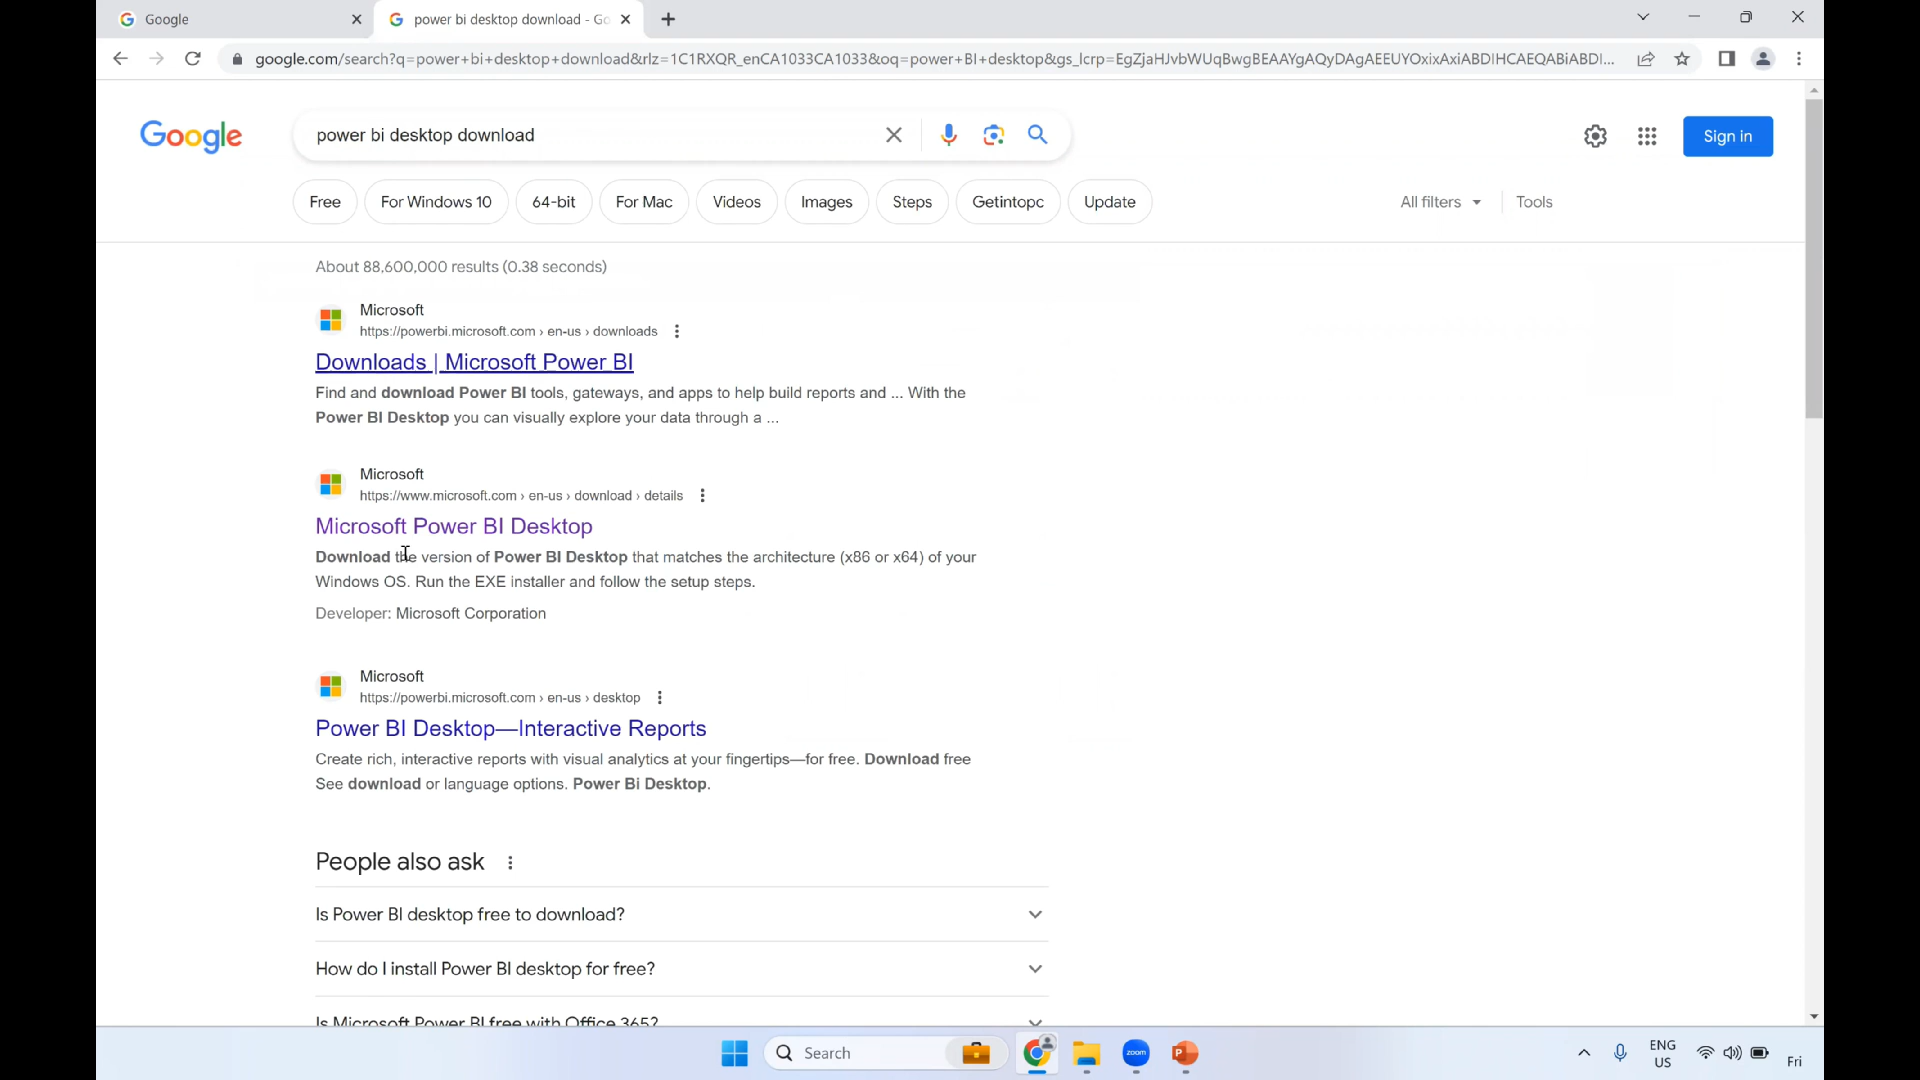 Google
power bi desktop download - Go
google.com/search?q=power+bi+desktop+download&rlz=1C1RXQR_enCA1033CA1033&oq=power+BI+desktop&gs_lcrp=EgZjaHJvbWUqBwgBEAAYgAQyDAgAEEUYOxixAxiABDIHCAEQABiABDI...
Google
power bi desktop download
Sign in
Free
For Windows 10
64-bit
For Mac
Videos
Images
Steps
Getintopc
Update
All filters
Tools
About 88,600,000 results (0.38 seconds)
Microsoft
https://powerbi.microsoft.com › en-us › downloads
Downloads | Microsoft Power BI
Find and download Power BI tools, gateways, and apps to help build reports and ... With the
Power BI Desktop you can visually explore your data through a ...
Microsoft
https://www.microsoft.com › en-us › download › details
Microsoft Power BI Desktop
Download the version of Power BI Desktop that matches the architecture (x86 or x64) of your
Windows OS. Run the EXE installer and follow the setup steps.
Developer: Microsoft Corporation
Microsoft
https://powerbi.microsoft.com › en-us › desktop
Power BI Desktop—Interactive Reports
Create rich, interactive reports with visual analytics at your fingertips—for free. Download free
See download or language options. Power Bi Desktop.
People also ask
Is Power BI desktop free to download?
How do I install Power BI desktop for free?
Is Microsoft Power BI free with Office 365?
Search
zoom
ENG
US
Fri